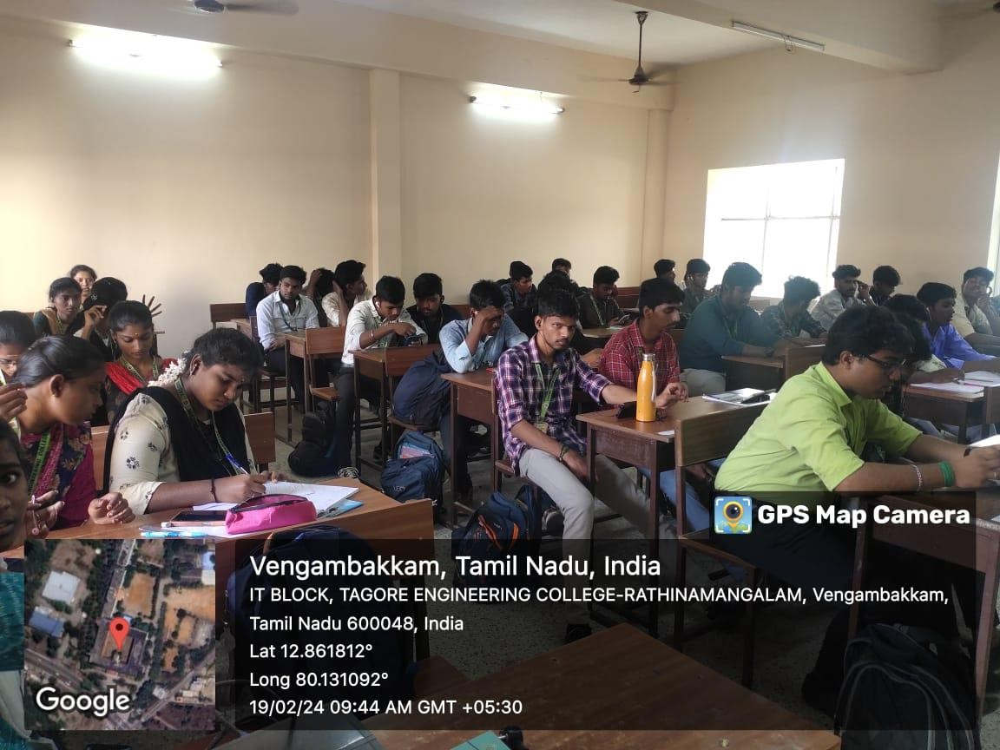 GPS Map Camera
Vengambakkam, Tamil Nadu, India
IT BLOCK, TAGORE ENGINEERING COLLEGE-RATHINAMANGALAM, Vengambakkam,
Tamil Nadu 600048, India
Lat 12.861812°
Long 80.131092°
19/02/24 09:44 AM GMT +05:30
Google